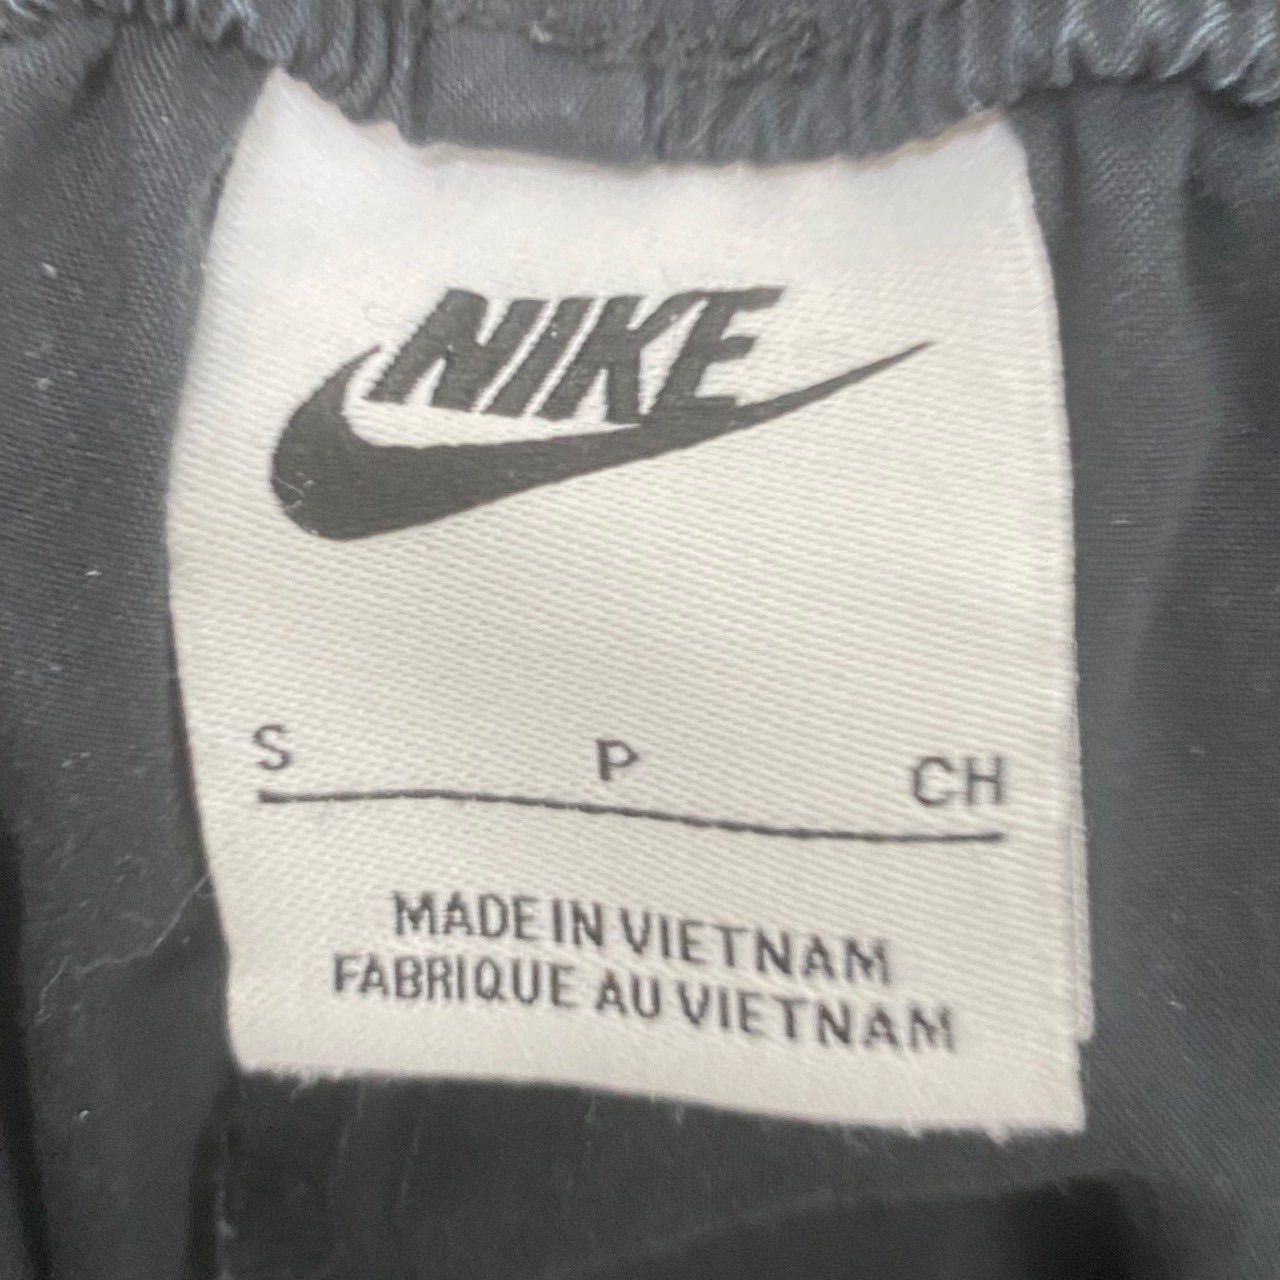 NIKE
S P CH
MADE IN VIETNAM
FABRIQUE AU VIETNAM